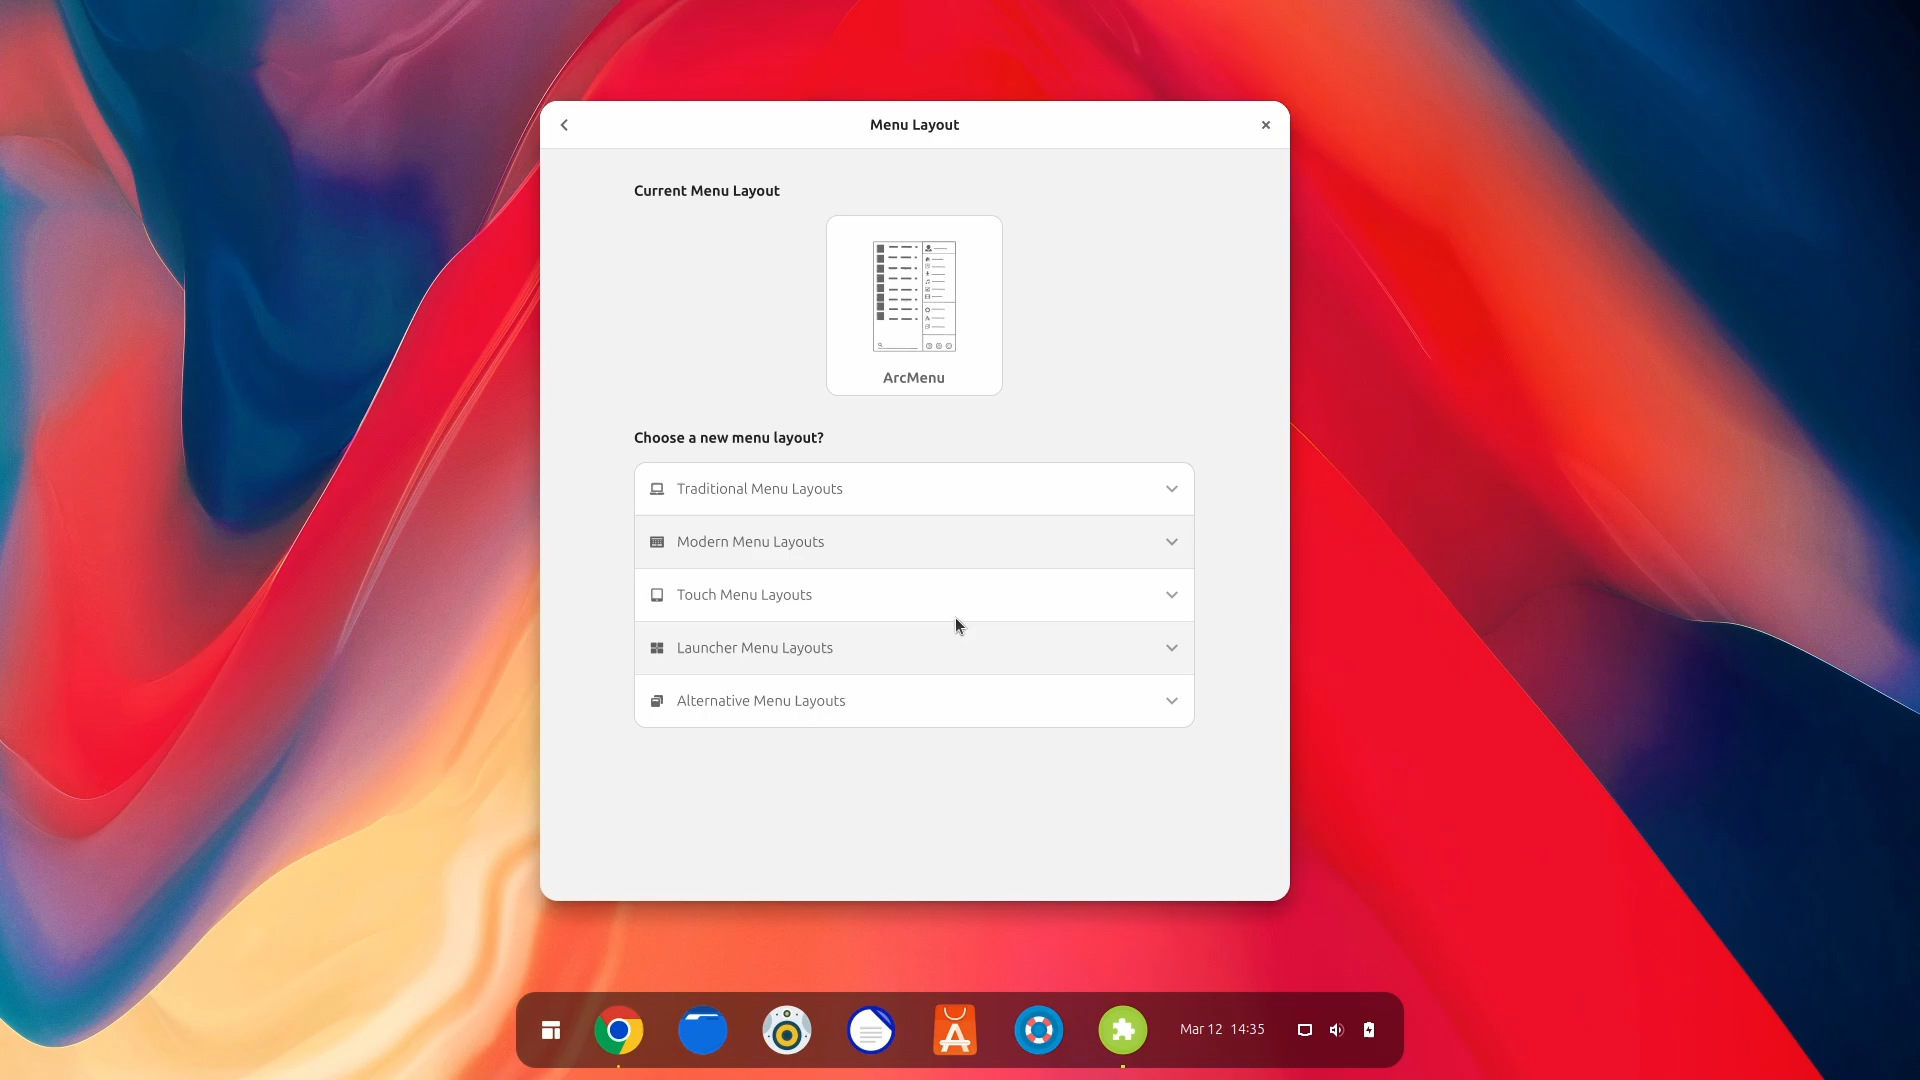 Menu Layout
Current Menu Layout
ArcMenu
Choose a new menu layout?
Traditional Menu Layouts
Modern Menu Layouts
Touch Menu Layouts
Launcher Menu Layouts
Alternative Menu Layouts
Mar 12 14:35